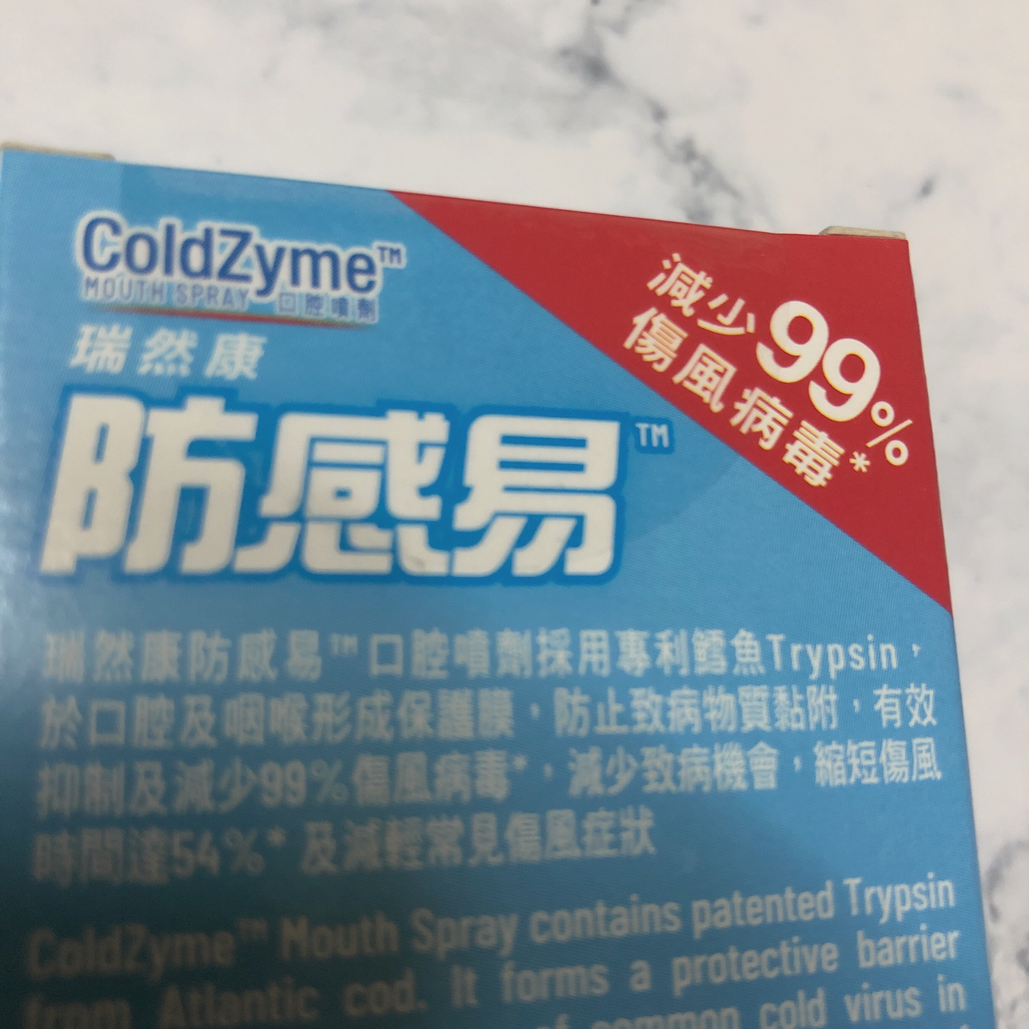 ColdZyme™
MOUTH SPRAY 口腔噴劑
瑞然康
防感易™
減少99%
傷風病毒*
瑞然康防感易™口腔噴劑採用專利鱈魚Trypsin，
於口腔及咽喉形成保護膜，防止致病物質黏附，有效
抑制及減少99%傷風病毒*，減少致病機會，縮短傷風
時間達54%*及減輕常見傷風症狀
ColdZyme™ Mouth Spray contains patented Trypsin
from Atlantic cod. It forms a protective barrier
of common cold virus in